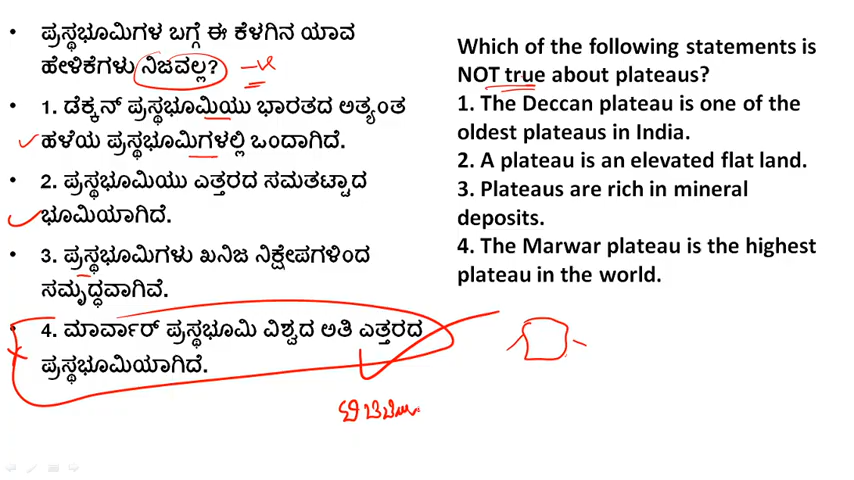 • ಪ್ರಸ್ಥಭೂಮಿಗಳ ಬಗ್ಗೆ ಈ ಕೆಳಗಿನ ಯಾವ
ಹೇಳಿಕೆಗಳು ನಿಜವಲ್ಲ?
• 1. ಡೆಕ್ಕನ್ ಪ್ರಸ್ಥಭೂಮಿಯು ಭಾರತದ ಅತ್ಯಂತ
ಹಳೆಯ ಪ್ರಸ್ಥಭೂಮಿಗಳಲ್ಲಿ ಒಂದಾಗಿದೆ.
• 2. ಪ್ರಸ್ಥಭೂಮಿಯು ಎತ್ತರದ ಸಮತಟ್ಟಾದ
ಭೂಮಿಯಾಗಿದೆ.
• 3. ಪ್ರಸ್ಥಭೂಮಿಗಳು ಖನಿಜ ನಿಕ್ಷೇಪಗಳಿಂದ
ಸಮೃದ್ಧವಾಗಿವೆ.
• 4. ಮಾರ್ವಾರ್ ಪ್ರಸ್ಥಭೂಮಿ ವಿಶ್ವದ ಅತಿ ಎತ್ತರದ
ಪ್ರಸ್ಥಭೂಮಿಯಾಗಿದೆ.
Which of the following statements is
NOT true about plateaus?
1. The Deccan plateau is one of the
oldest plateaus in India.
2. A plateau is an elevated flat land.
3. Plateaus are rich in mineral
deposits.
4. The Marwar plateau is the highest
plateau in the world.